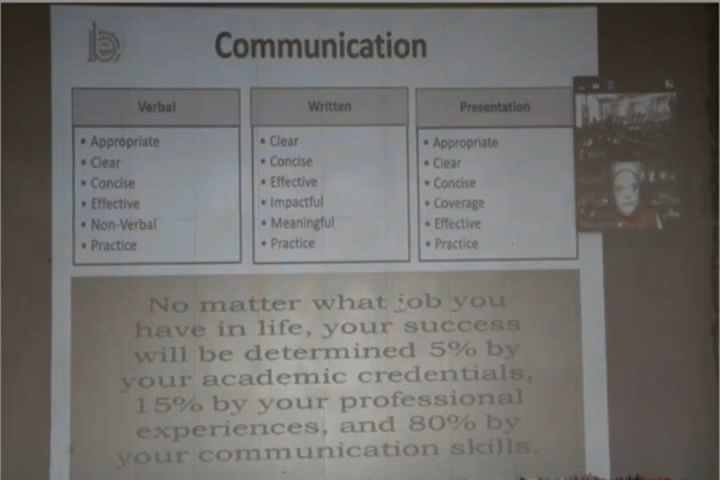 Communication
Verbal
• Appropriate
• Clear
• Concise
• Effective
• Non-Verbal
• Practice
Written
• Clear
• Concise
• Effective
• Impactful
• Meaningful
• Practice
Presentation
• Appropriate
• Clear
• Concise
• Coverage
• Effective
• Practice
No matter what job you
have in life, your success
will be determined 5% by
your academic credentials,
15% by your professional
experiences, and 80% by
your communication skills.